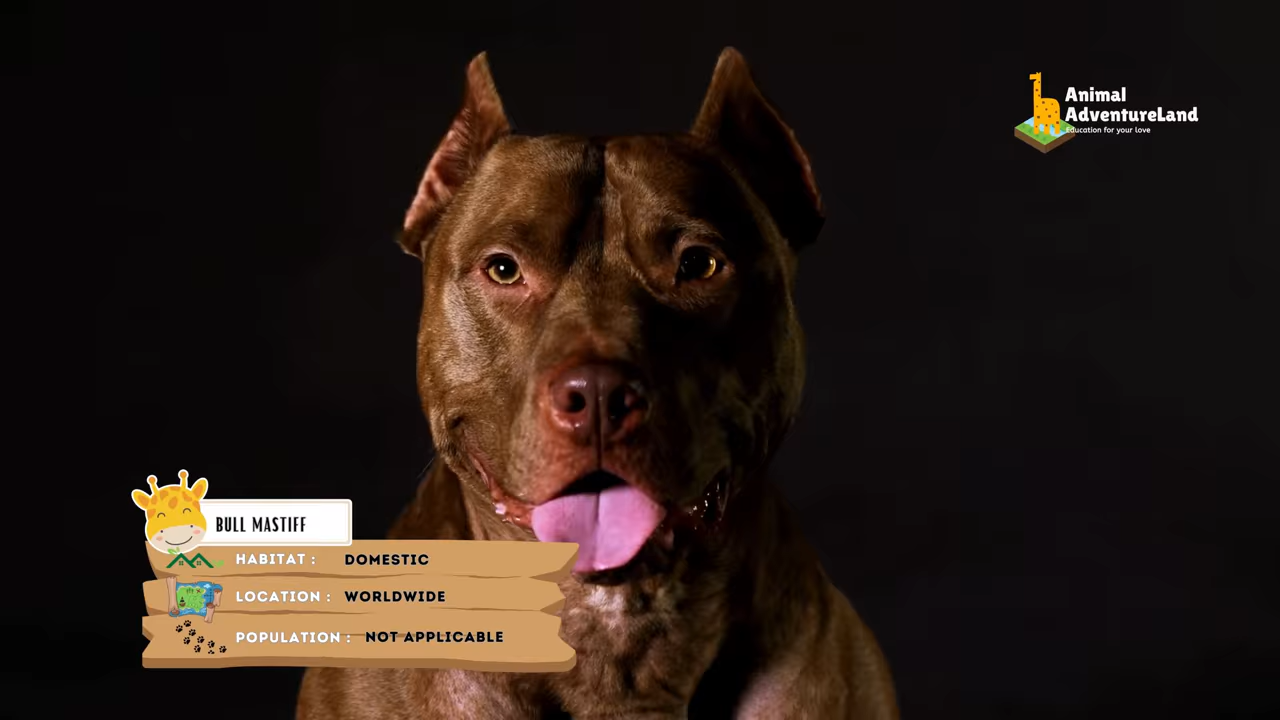 Animal
AdventureLand
Education for your love
BULL MASTIFF
HABITAT : DOMESTIC
LOCATION : WORLDWIDE
POPULATION : NOT APPLICABLE